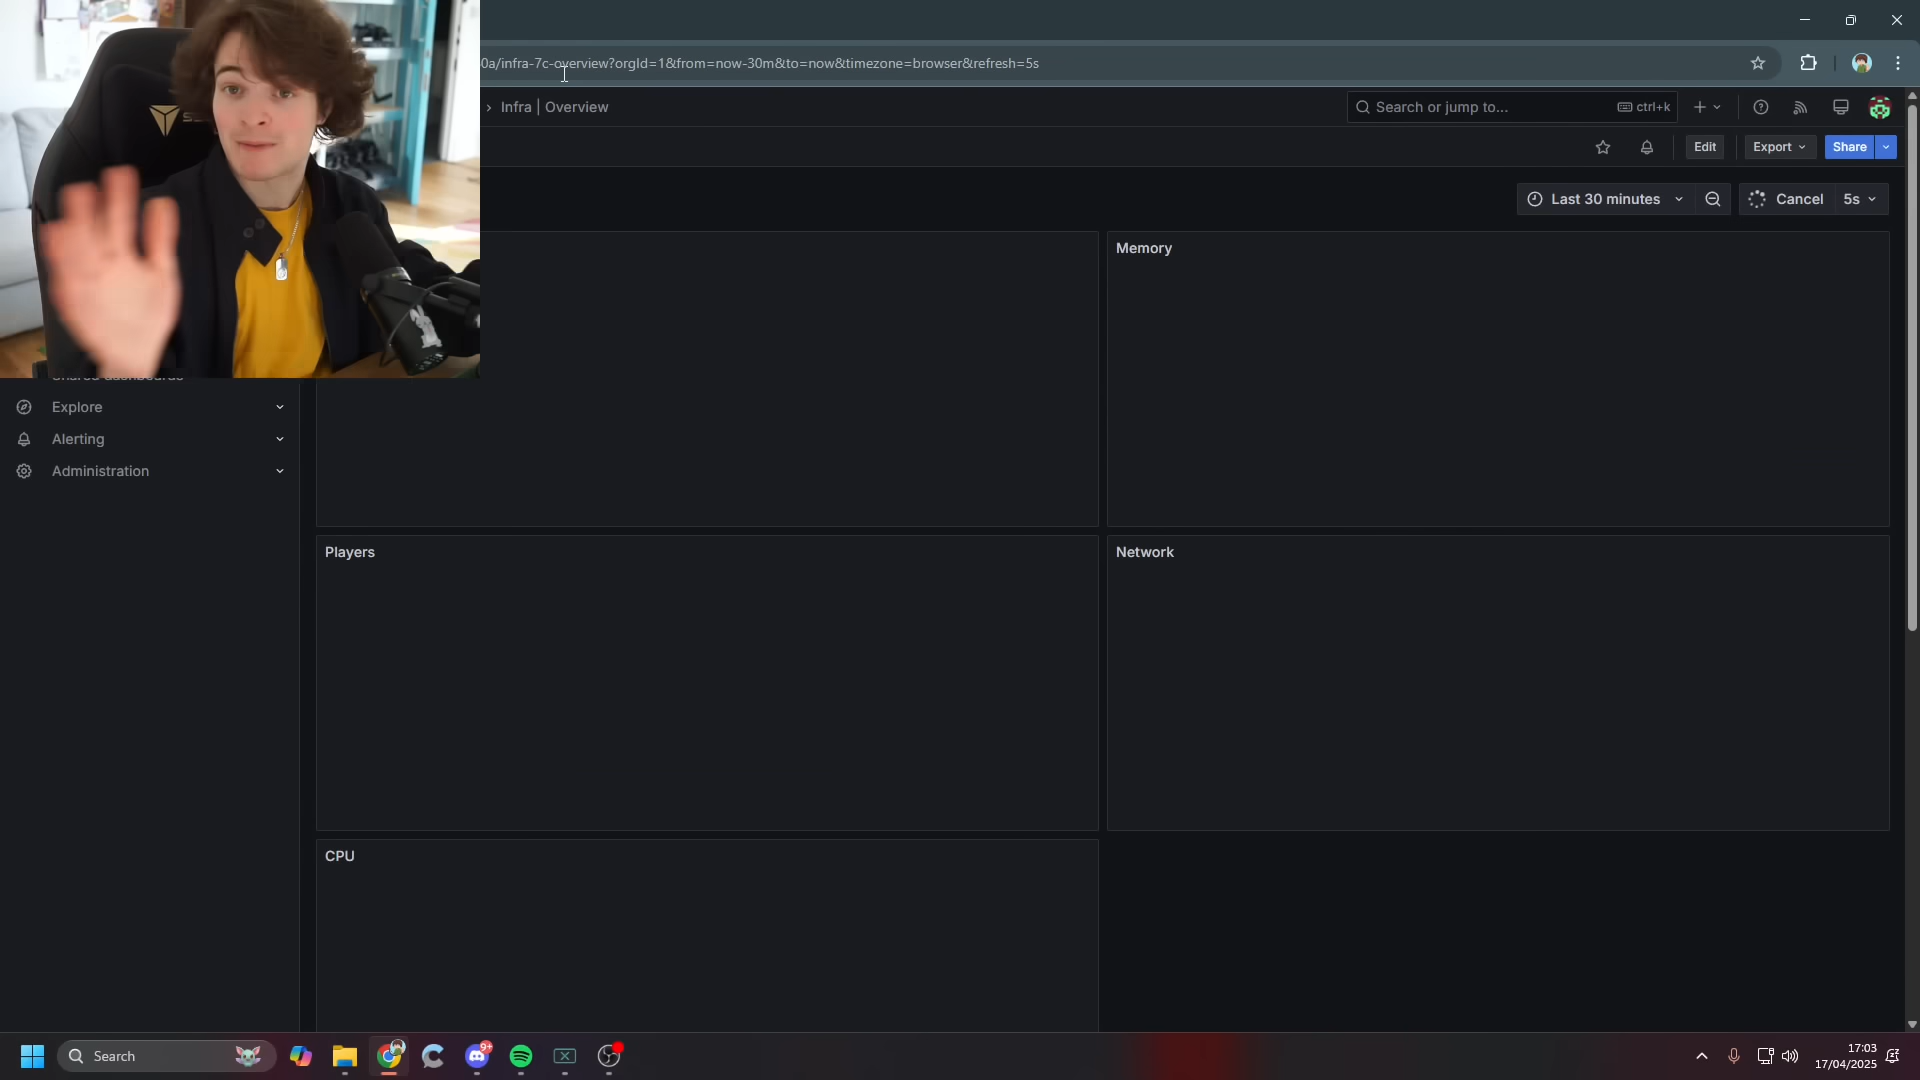 0a/infra-7c-overview?orgId=1&from=now-30m&to=now&timezone=browser&refresh=5s
› Infra | Overview
Search or jump to...
ctrl+k
Edit
Export
Share
Last 30 minutes
Cancel
5s
Memory
Explore
Alerting
Administration
Players
Network
CPU
Search
9+
17:03
17/04/2025